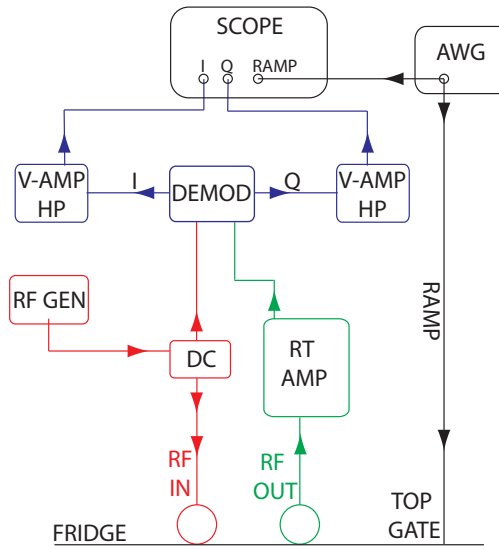 SCOPE
I Q RAMP
AWG
V-AMP
HP
I
DEMOD
Q
V-AMP
HP
RF GEN
DC
RT
AMP
RAMP
RF
IN
RF
OUT
TOP
GATE
FRIDGE